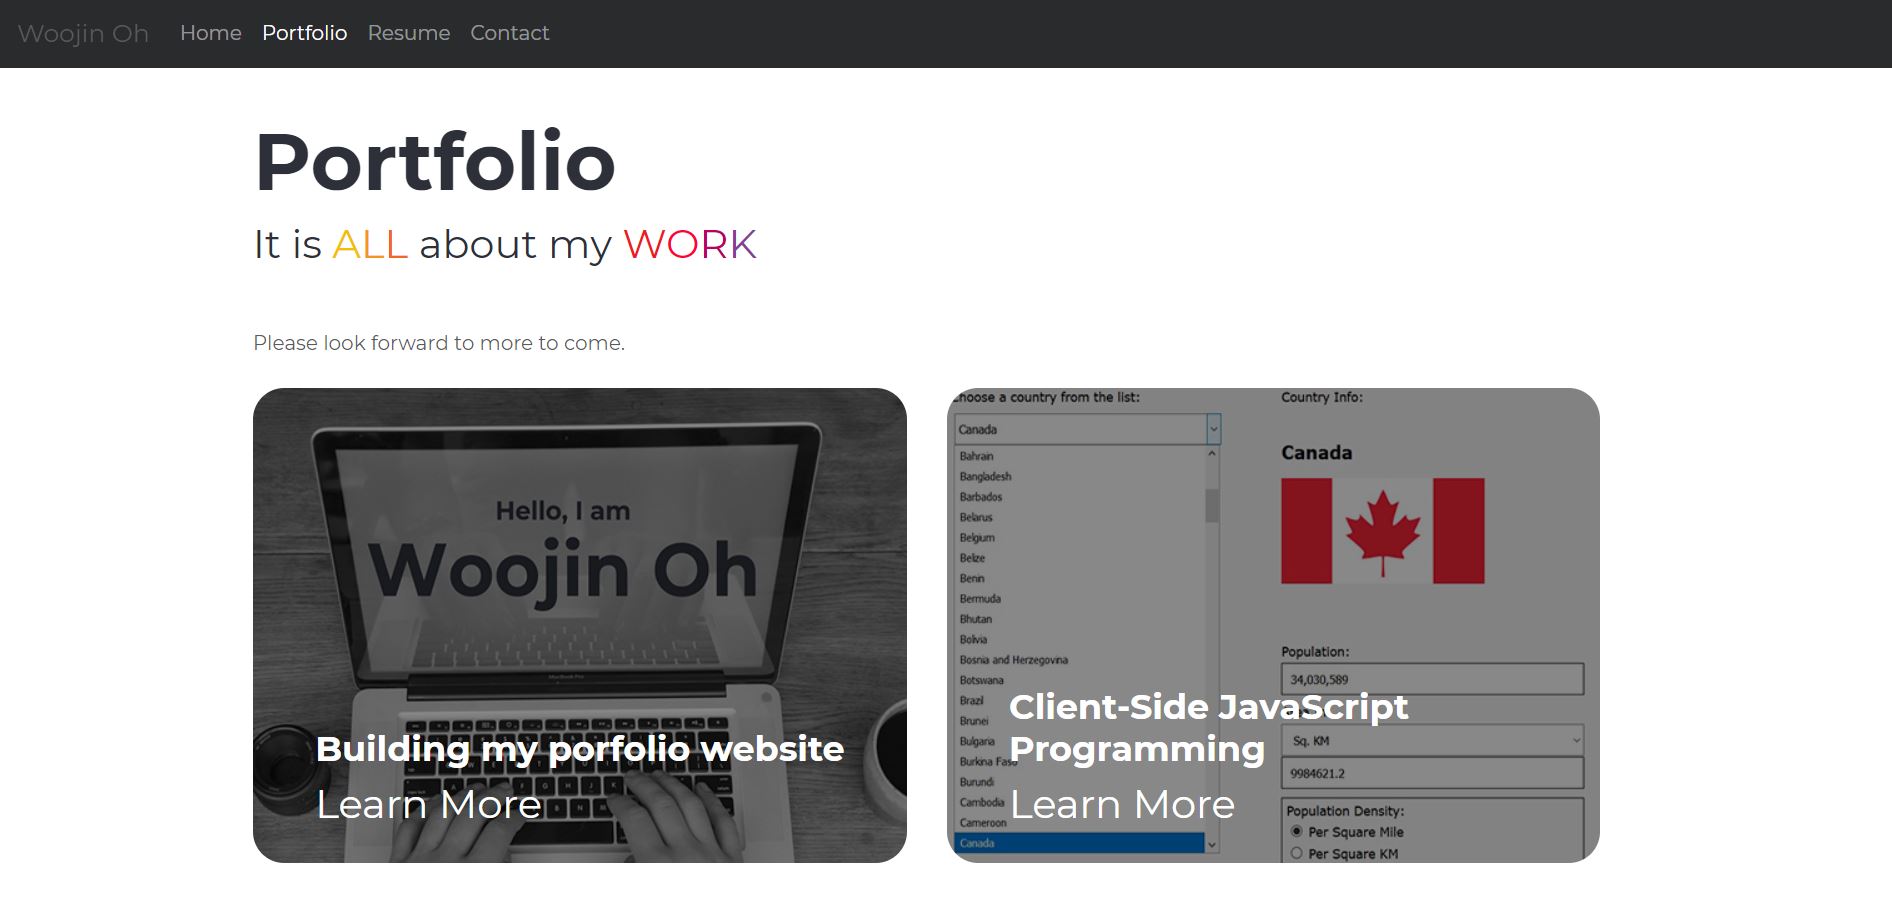 Woojin Oh Home Portfolio Resume Contact
Portfolio
It is ALL about my WORK
Please look forward to more to come.
Hello, I am
Woojin Oh
MacBook Pro
Building my porfolio website
Learn More
choose a country from the list:
Canada
Bahrain
Bangladesh
Barbados
Belarus
Belgium
Belize
Benin
Bermuda
Bhutan
Bolivia
Bosnia and Herzegovina
Botswana
Brazil
Brunei
Bulgaria
Burkina Faso
Burundi
Cambodia
Cameroon
Canada
Country Info:
Canada
Population:
34,030,589
Sq. KM
9984621.2
Population Density:
Per Square Mile
Per Square KM
Client-Side JavaScript
Programming
Learn More